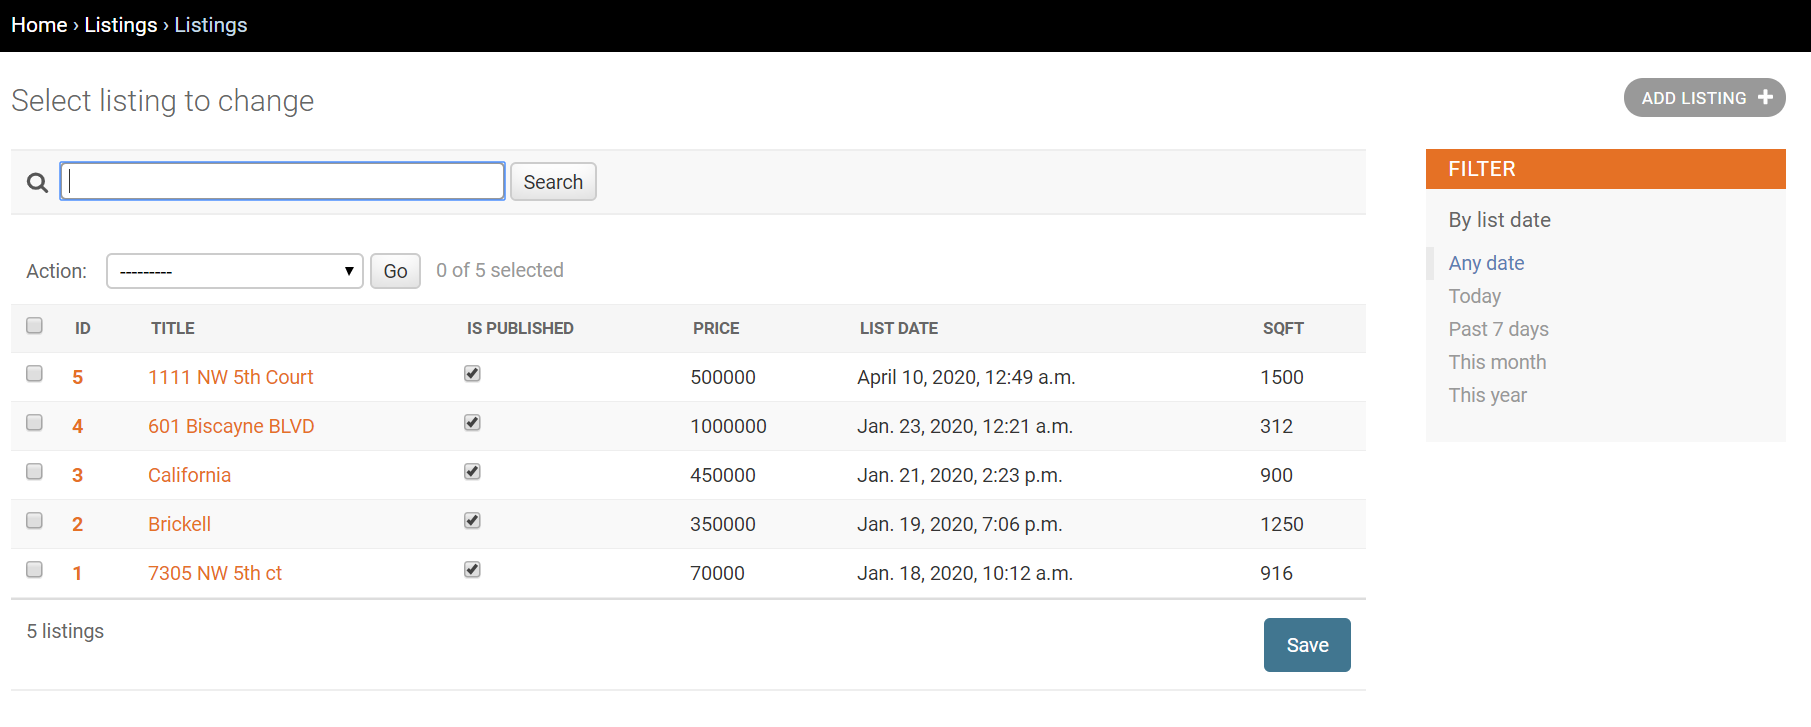 Home › Listings › Listings
Select listing to change
ADD LISTING +
Search
Action: --------- Go 0 of 5 selected
ID TITLE IS PUBLISHED PRICE LIST DATE SQFT
5 1111 NW 5th Court 500000 April 10, 2020, 12:49 a.m. 1500
4 601 Biscayne BLVD 1000000 Jan. 23, 2020, 12:21 a.m. 312
3 California 450000 Jan. 21, 2020, 2:23 p.m. 900
2 Brickell 350000 Jan. 19, 2020, 7:06 p.m. 1250
1 7305 NW 5th ct 70000 Jan. 18, 2020, 10:12 a.m. 916
5 listings
Save
FILTER
By list date
Any date
Today
Past 7 days
This month
This year